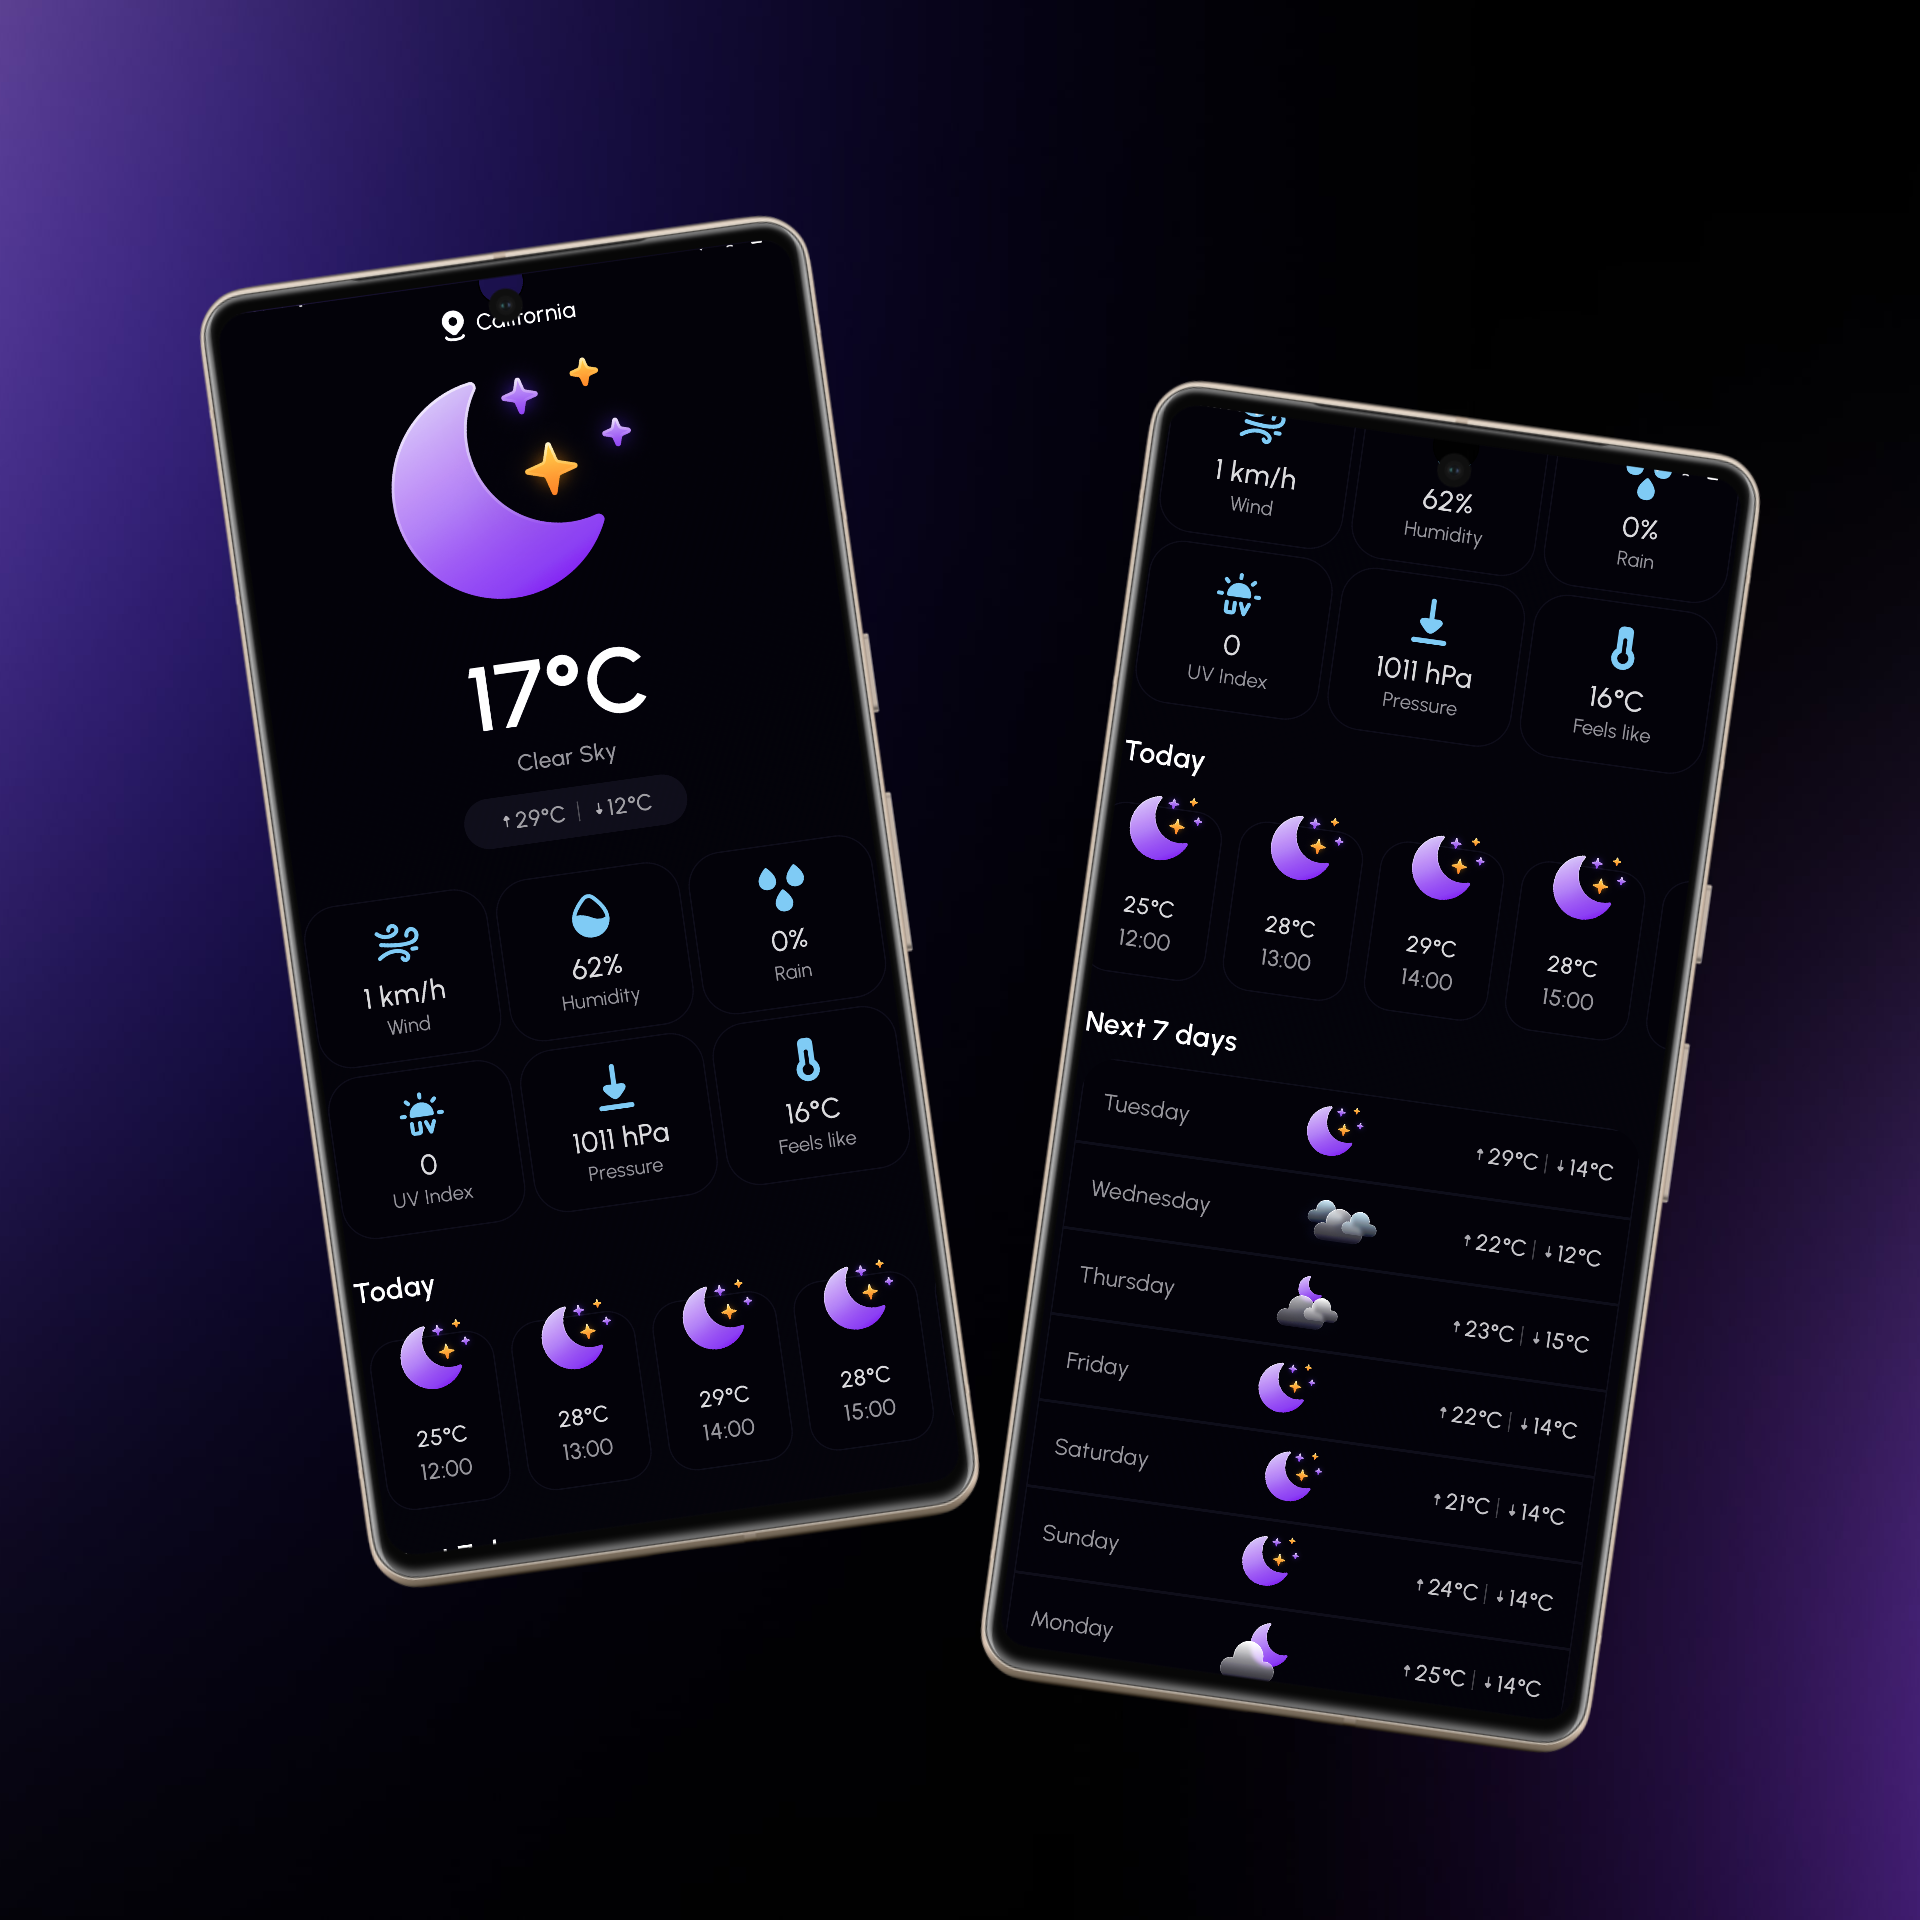 California
17°C
Clear Sky
↑29°C | ↓12°C
1 km/h
Wind
62%
Humidity
0%
Rain
UV
0
UV Index
1011 hPa
Pressure
16°C
Feels like
Today
25°C
12:00
28°C
13:00
29°C
14:00
28°C
15:00
1 km/h
Wind
62%
Humidity
0%
Rain
UV
0
UV Index
1011 hPa
Pressure
16°C
Feels like
Today
25°C
12:00
28°C
13:00
29°C
14:00
28°C
15:00
Next 7 days
Tuesday ↑29°C | ↓14°C
Wednesday ↑22°C | ↓12°C
Thursday ↑23°C | ↓15°C
Friday ↑22°C | ↓14°C
Saturday ↑21°C | ↓14°C
Sunday ↑24°C | ↓14°C
Monday ↑25°C | ↓14°C